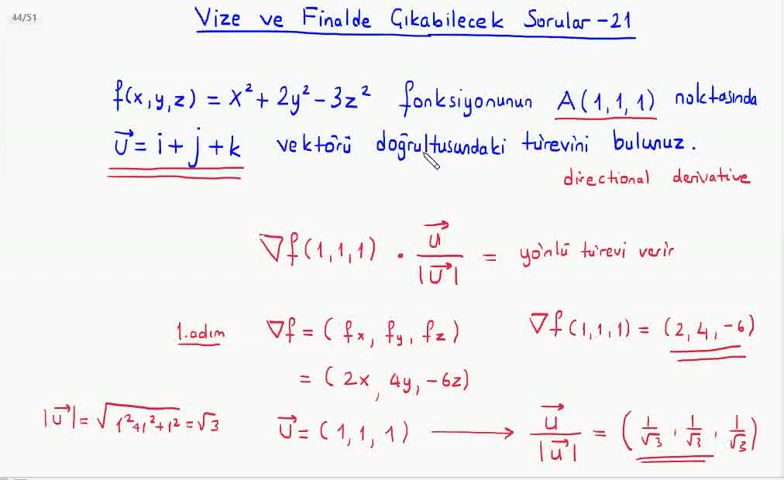 44/51
Vize ve Finalde Çıkabilecek Sorular -21
f(x,y,z) = x² + 2y² - 3z² fonksiyonunun A(1,1,1) noktasında
u⃗ = i + j + k vektörü doğrultusundaki türevini bulunuz.
directional derivative
∇f(1,1,1) · u⃗/|u⃗| = yönlü türevi verir
1.adım ∇f = (fx, fy, fz) ∇f(1,1,1) = (2,4,-6)
= (2x, 4y, -6z)
|u⃗| = √(1²+1²+1²) = √3 u⃗ = (1,1,1) ⟶ u⃗/|u⃗| = (1/√3, 1/√3, 1/√3)